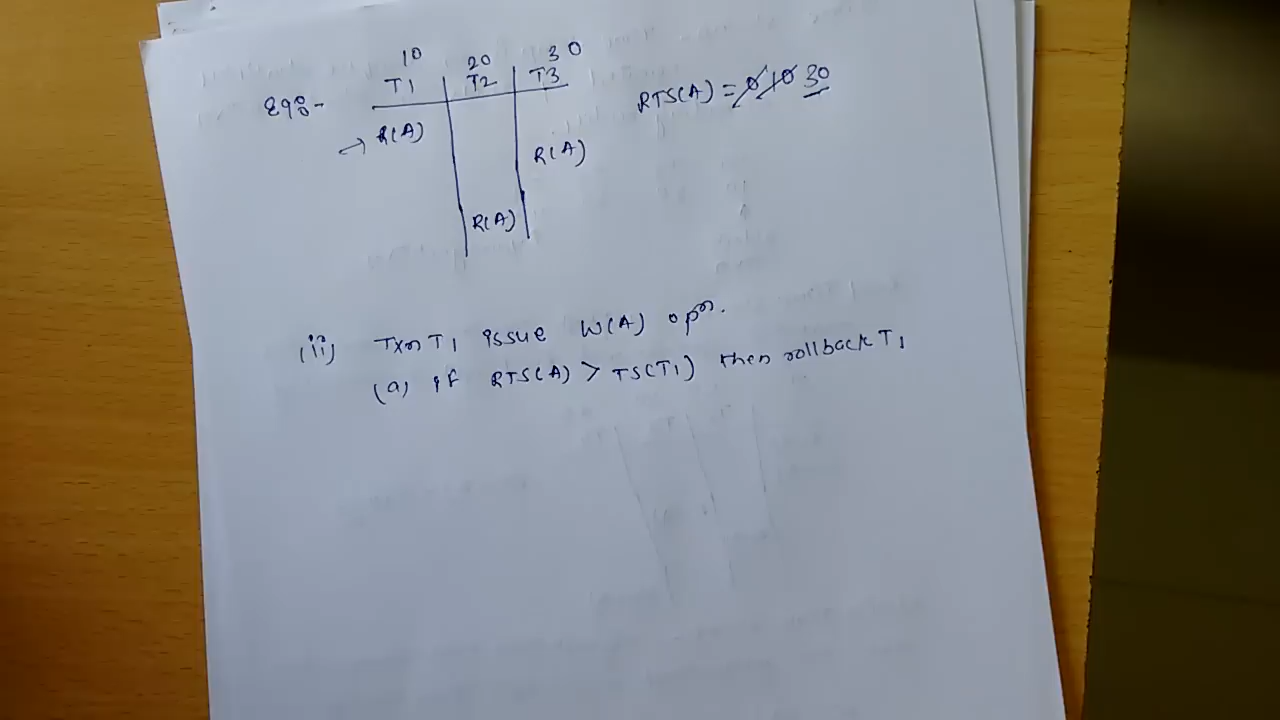 10 20 30
Eg:- T1 T2 T3 RTS(A) = 0 10 30
→ R(A)
R(A)
R(A)
(ii) Txn T1 issue W(A) opn.
(a) if RTS(A) > TS(T1) then rollback T1